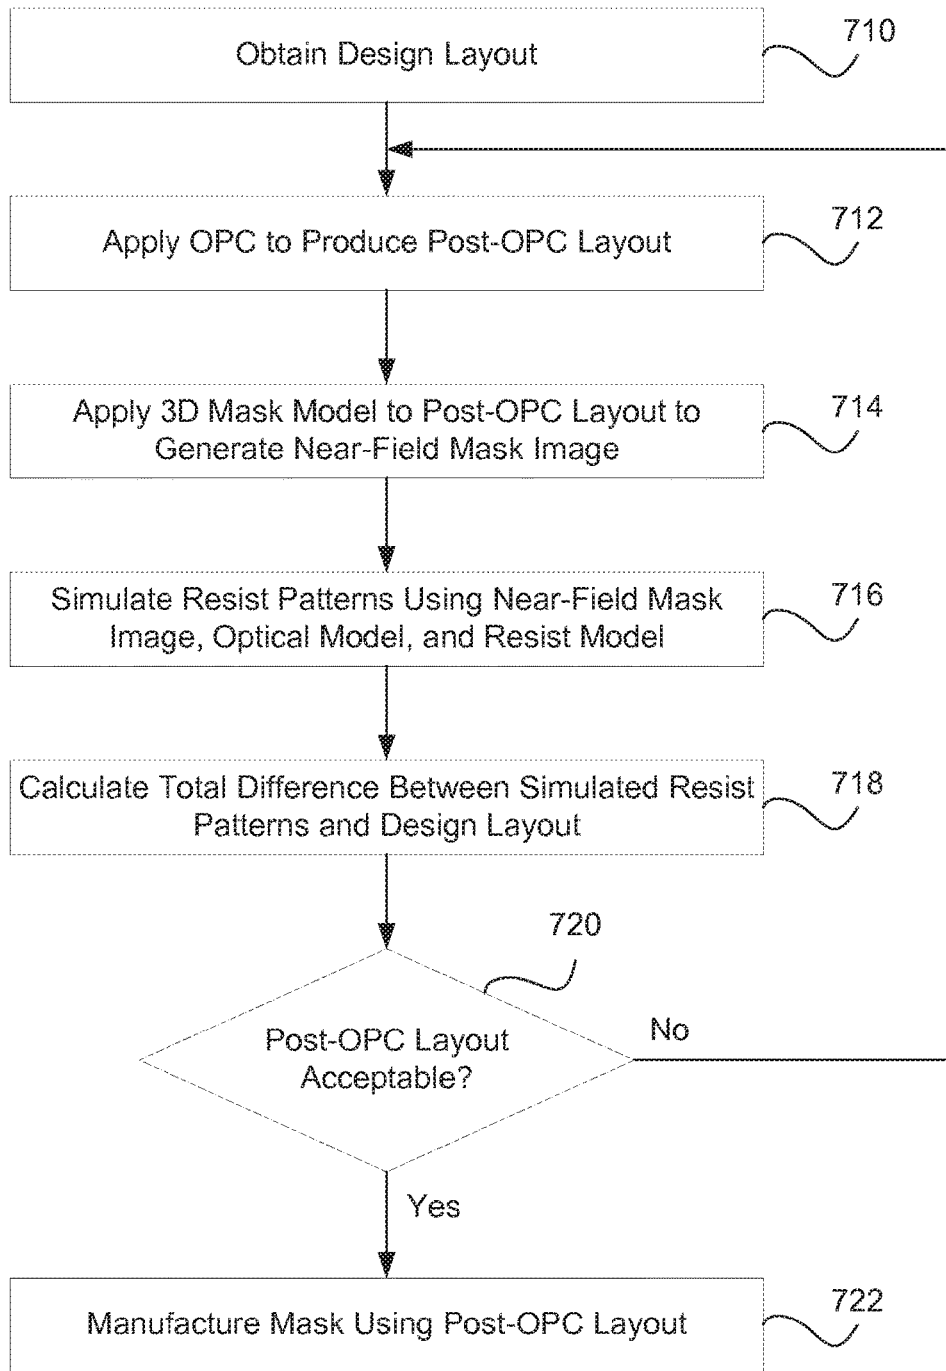 Obtain Design Layout
710
Apply OPC to Produce Post-OPC Layout
712
Apply 3D Mask Model to Post-OPC Layout to
Generate Near-Field Mask Image
714
Simulate Resist Patterns Using Near-Field Mask
Image, Optical Model, and Resist Model
716
Calculate Total Difference Between Simulated Resist
Patterns and Design Layout
718
720
Post-OPC Layout
Acceptable?
No
Yes
Manufacture Mask Using Post-OPC Layout
722